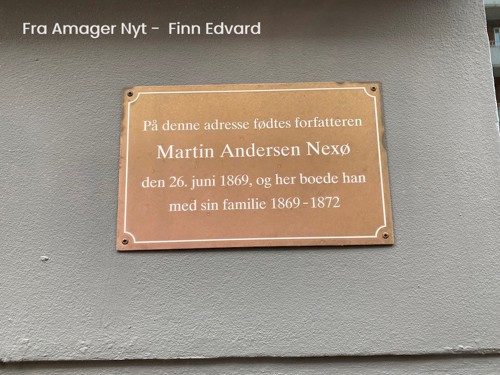 Fra Amager Nyt - Finn Edvard
På denne adresse fødtes forfatteren
Martin Andersen Nexø
den 26. juni 1869, og her boede han
med sin familie 1869-1872